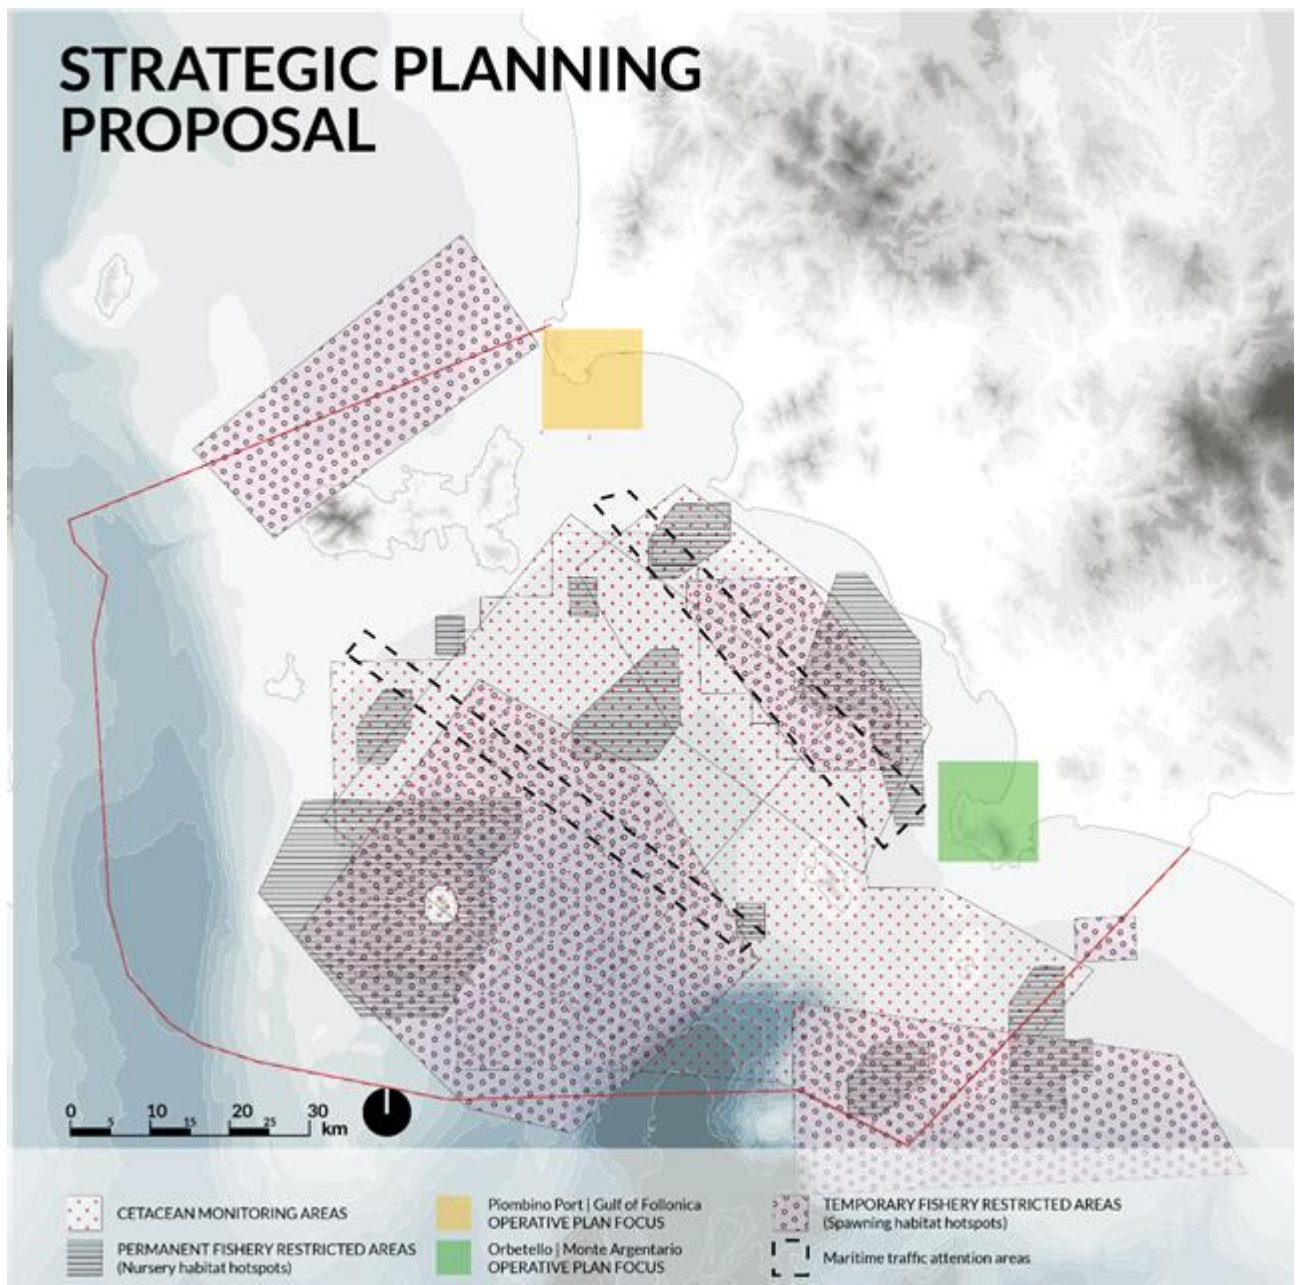 STRATEGIC PLANNING
PROPOSAL
0 10 20 30
5 15 25 km
CETACEAN MONITORING AREAS
PERMANENT FISHERY RESTRICTED AREAS
(Nursery habitat hotspots)
Piombino Port | Gulf of Follonica
OPERATIVE PLAN FOCUS
Orbetello | Monte Argentario
OPERATIVE PLAN FOCUS
TEMPORARY FISHERY RESTRICTED AREAS
(Spawning habitat hotspots)
Maritime traffic attention areas